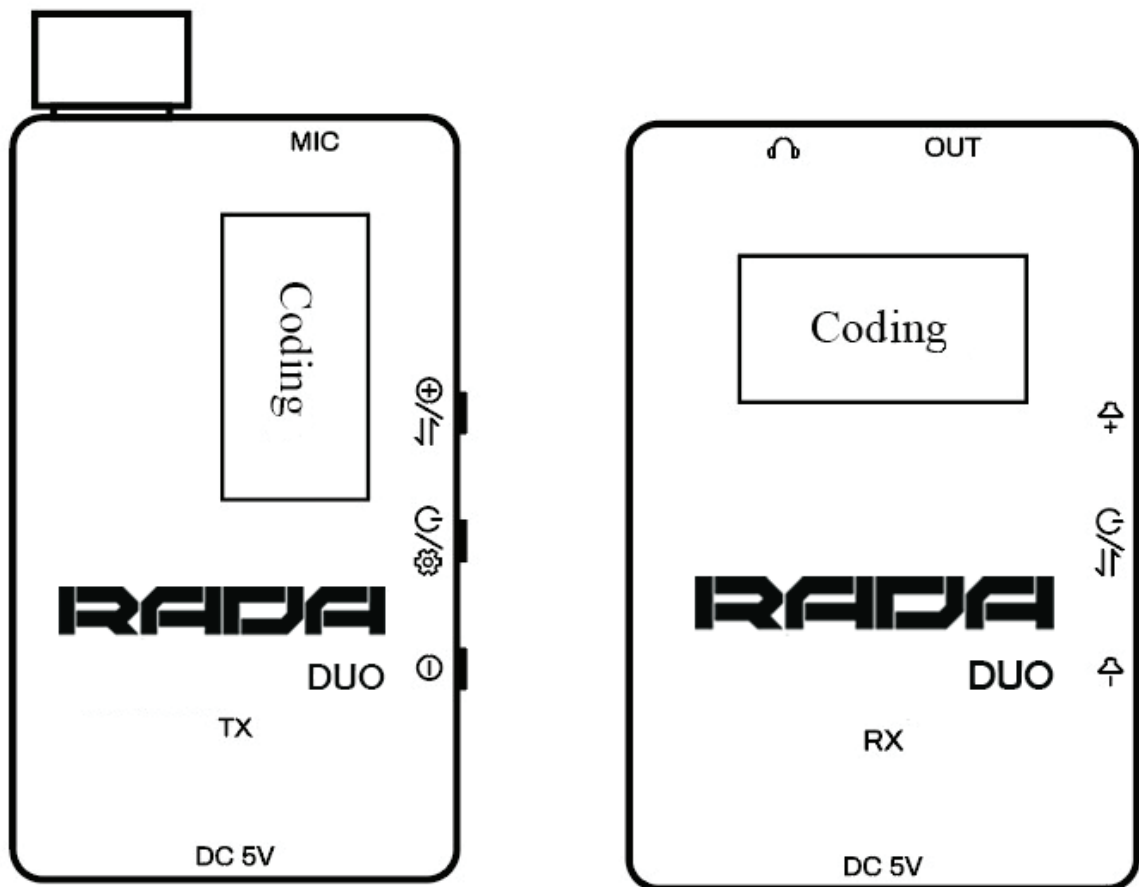 MIC
Coding
RADA
DUO
TX
DC 5V
OUT
Coding
RADA
DUO
RX
DC 5V